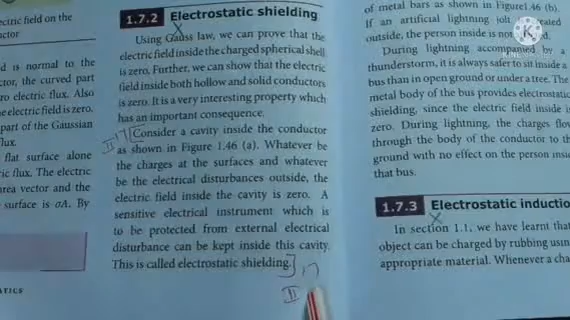 ectric field on the
ctor
d is normal to the
ctor, the curved part
ro electric flux. Also
e electric field is zero.
part of the Gaussian
flux.
flat surface alone
ric flux. The electric
area vector and the
surface is σA. By
ATICS
1.7.2 Electrostatic shielding
Using Gauss law, we can prove that the
electric field inside the charged spherical shell
is zero, Further, we can show that the electric
field inside both hollow and solid conductors
is zero. It is a very interesting property which
has an important consequence.
Consider a cavity inside the conductor
as shown in Figure 1.46 (a). Whatever be
the charges at the surfaces and whatever
be the electrical disturbances outside, the
electric field inside the cavity is zero. A
sensitive electrical instrument which is
to be protected from external electrical
disturbance can be kept inside this cavity.
This is called electrostatic shielding.
of metal bars as shown in Figure1.46 (b).
If an artificial lightning
outside, the person inside is
During lightning accompanied by a
thunderstorm, it is always safer to sit inside a
bus than in open ground or under a tree. The
metal body of the bus provides electrostatic
shielding, since the electric field inside is
zero. During lightning, the charges flow
through the body of the conductor to the
ground with no effect on the person insi
that bus.
1.7.3 Electrostatic inductio
In section 1.1, we have learnt that
object can be charged by rubbing using
appropriate material. Whenever a cha